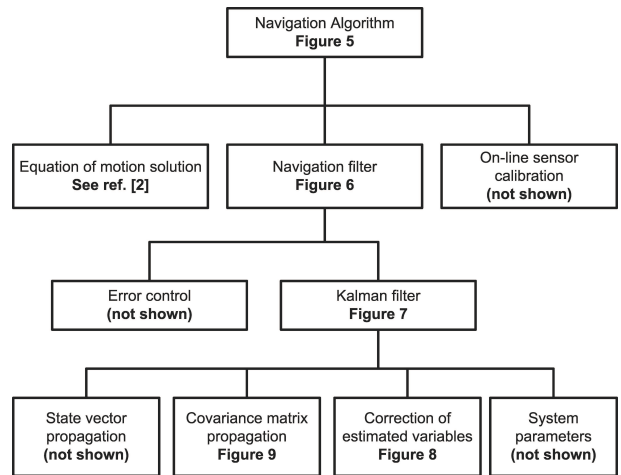 Navigation Algorithm
Figure 5
Equation of motion solution
See ref. [2]
Navigation filter
Figure 6
On-line sensor
calibration
(not shown)
Error control
(not shown)
Kalman filter
Figure 7
State vector
propagation
(not shown)
Covariance matrix
propagation
Figure 9
Correction of
estimated variables
Figure 8
System
parameters
(not shown)